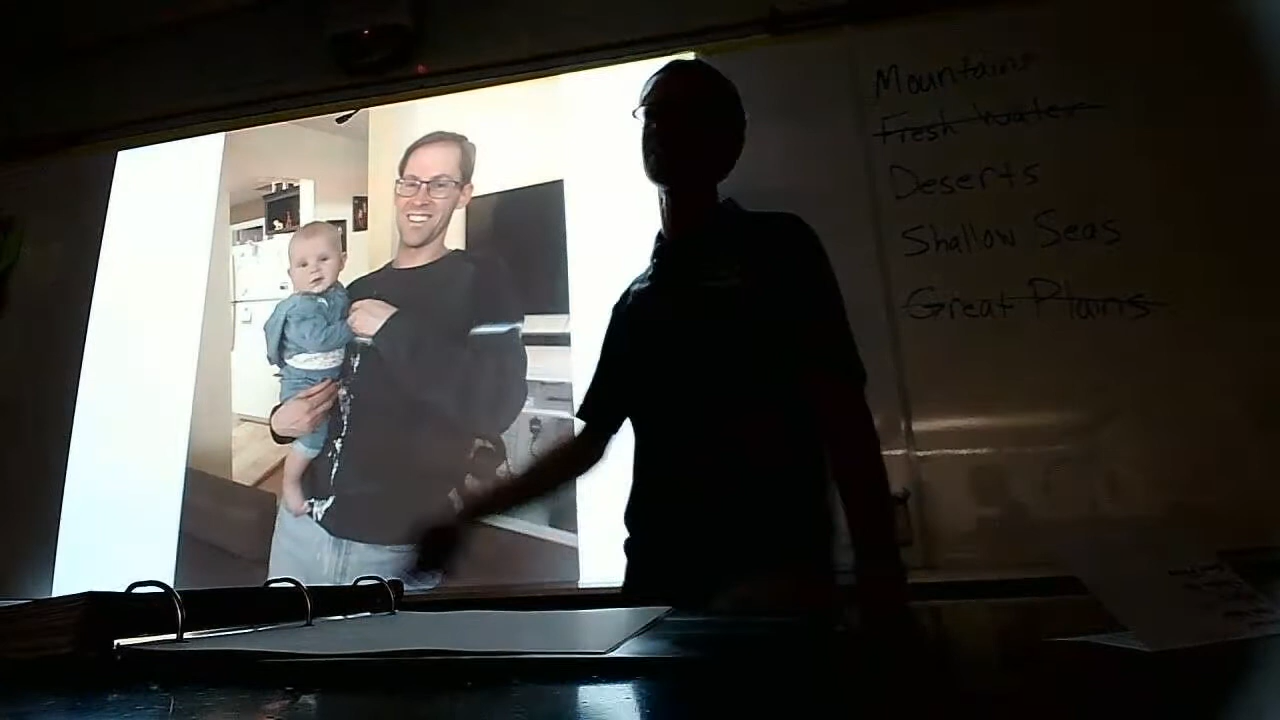 Mountains
Fresh Water
Deserts
Shallow Seas
Great Plains